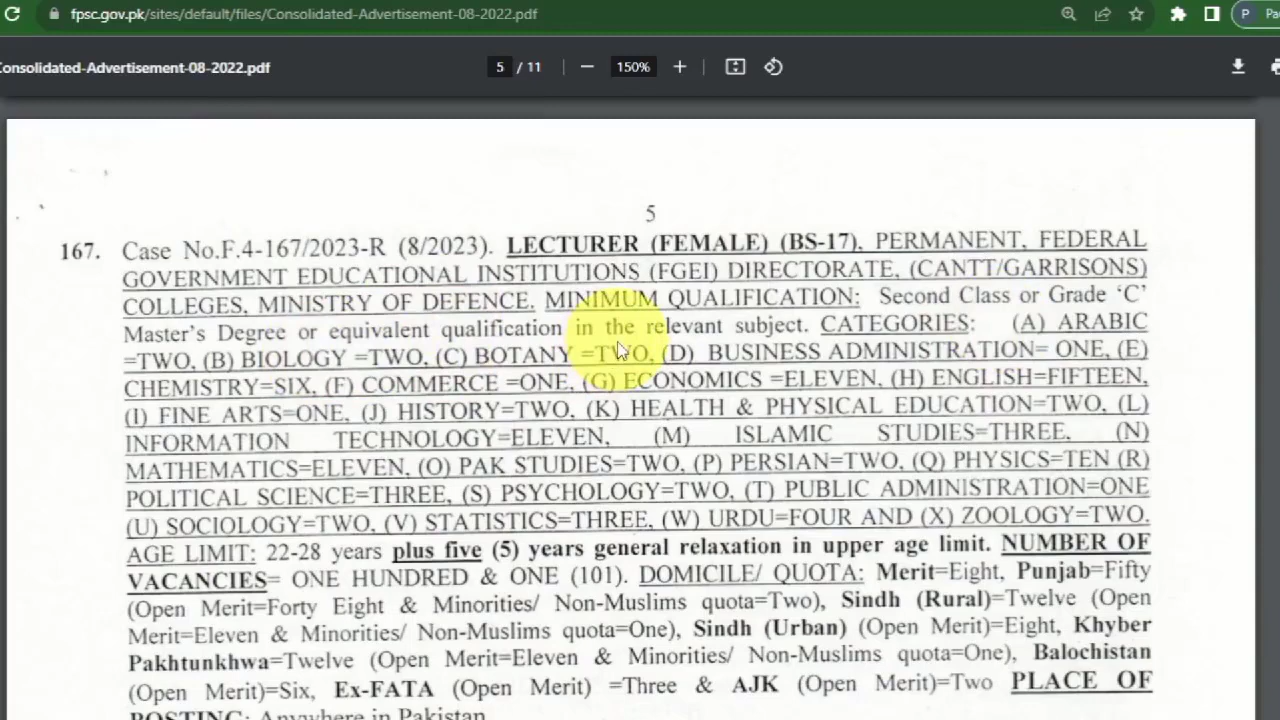 fpsc.gov.pk/sites/default/files/Consolidated-Advertisement-08-2022.pdf
P
Consolidated-Advertisement-08-2022.pdf
5 / 11
150%
5
167. Case No.F.4-167/2023-R (8/2023). LECTURER (FEMALE) (BS-17), PERMANENT, FEDERAL
GOVERNMENT EDUCATIONAL INSTITUTIONS (FGEI) DIRECTORATE, (CANTT/GARRISONS)
COLLEGES, MINISTRY OF DEFENCE. MINIMUM QUALIFICATION: Second Class or Grade ‘C’
Master’s Degree or equivalent qualification in the relevant subject. CATEGORIES: (A) ARABIC
=TWO, (B) BIOLOGY =TWO, (C) BOTANY =TWO, (D) BUSINESS ADMINISTRATION= ONE, (E)
CHEMISTRY=SIX, (F) COMMERCE =ONE, (G) ECONOMICS =ELEVEN, (H) ENGLISH=FIFTEEN,
(I) FINE ARTS=ONE, (J) HISTORY=TWO, (K) HEALTH & PHYSICAL EDUCATION=TWO, (L)
INFORMATION TECHNOLOGY=ELEVEN, (M) ISLAMIC STUDIES=THREE, (N)
MATHEMATICS=ELEVEN, (O) PAK STUDIES=TWO, (P) PERSIAN=TWO, (Q) PHYSICS=TEN (R)
POLITICAL SCIENCE=THREE, (S) PSYCHOLOGY=TWO, (T) PUBLIC ADMINISTRATION=ONE
(U) SOCIOLOGY=TWO, (V) STATISTICS=THREE, (W) URDU=FOUR AND (X) ZOOLOGY=TWO.
AGE LIMIT: 22-28 years plus five (5) years general relaxation in upper age limit. NUMBER OF
VACANCIES= ONE HUNDRED & ONE (101). DOMICILE/ QUOTA: Merit=Eight, Punjab=Fifty
(Open Merit=Forty Eight & Minorities/ Non-Muslims quota=Two), Sindh (Rural)=Twelve (Open
Merit=Eleven & Minorities/ Non-Muslims quota=One), Sindh (Urban) (Open Merit)=Eight, Khyber
Pakhtunkhwa=Twelve (Open Merit=Eleven & Minorities/ Non-Muslims quota=One), Balochistan
(Open Merit)=Six, Ex-FATA (Open Merit) =Three & AJK (Open Merit)=Two PLACE OF
POSTING: Anywhere in Pakistan